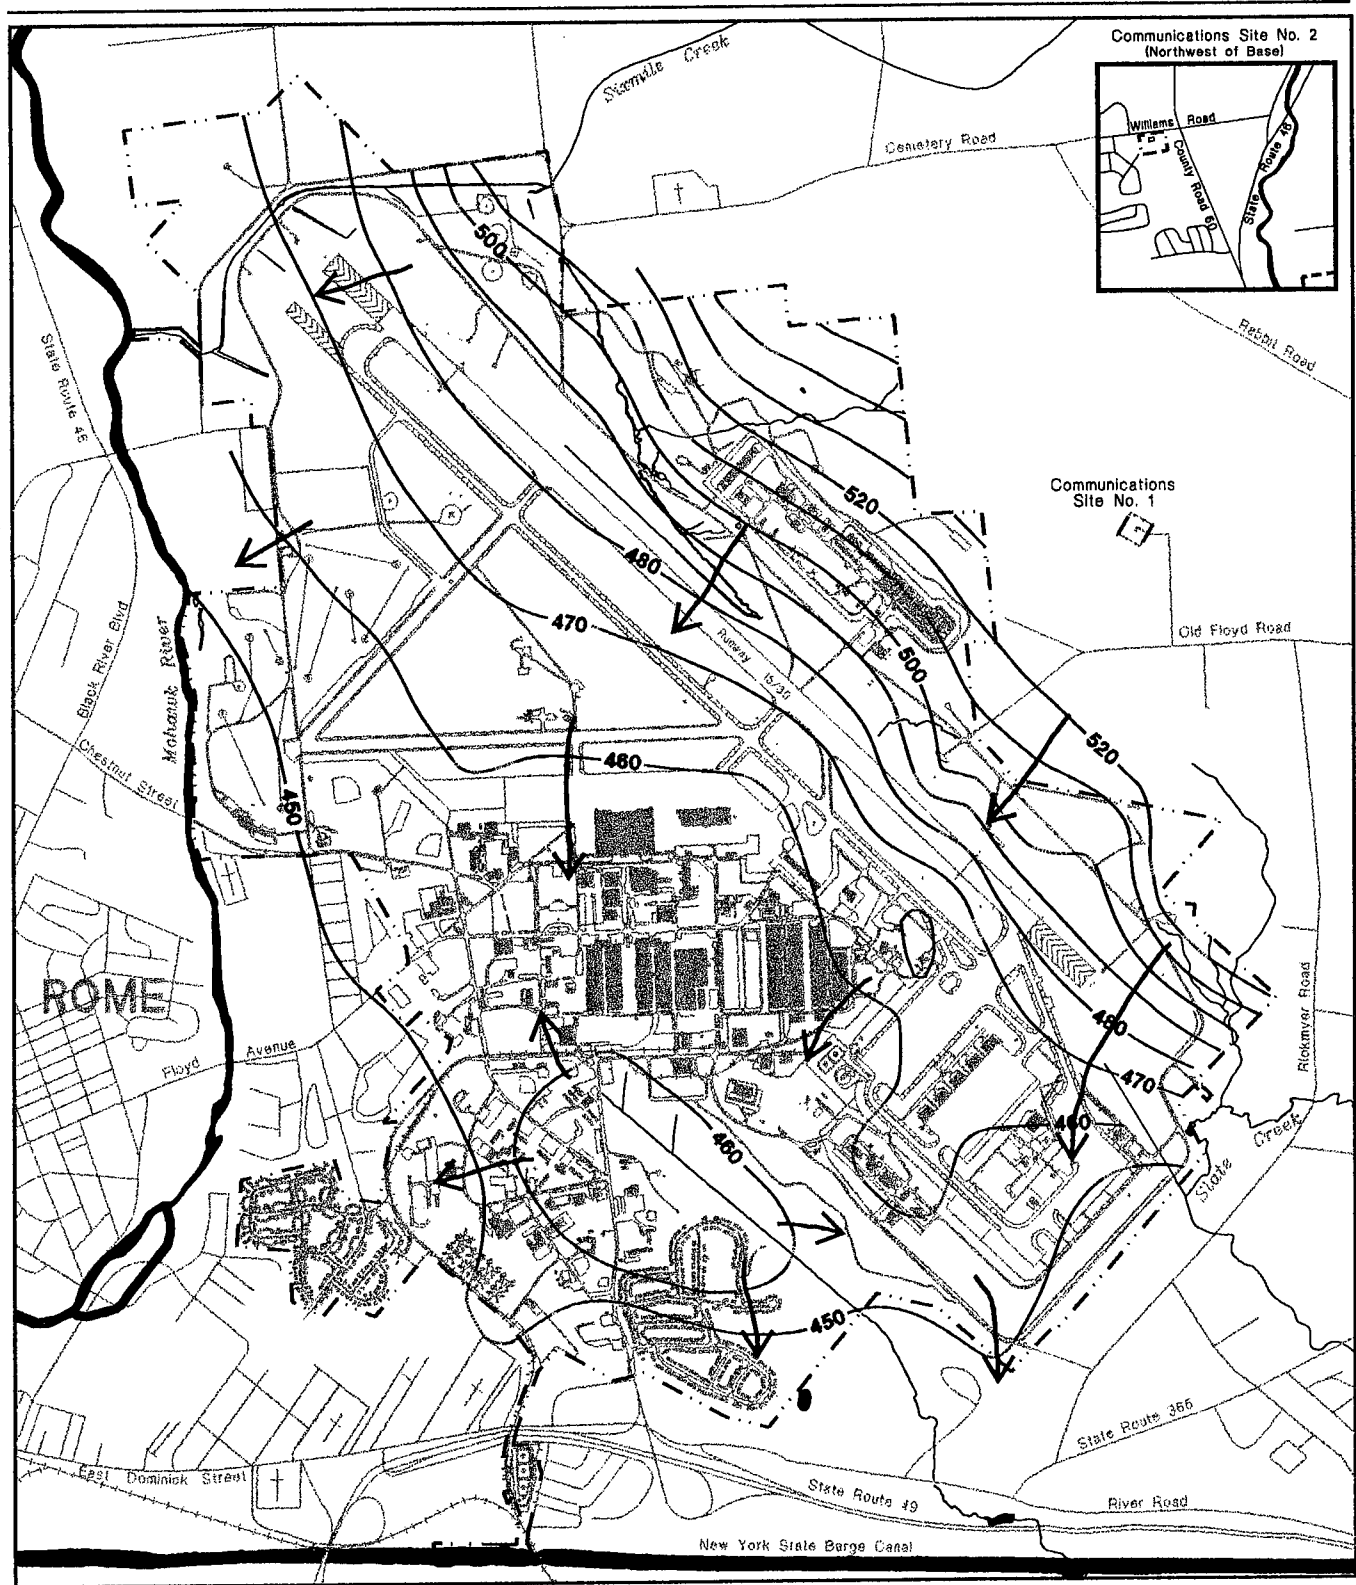 Communications Site No. 2
(Northwest of Base)
Williams Road
County Road 60
State Route 46
Sixmile Creek
Cemetery Road
500
Rabbit Road
State Route 46
Communications
Site No. 1
520
480
470
Runway 15/33
500
Old Floyd Road
Black River Blvd
Mohawk River
Chestnut Street
460
520
450
ROME
Floyd Avenue
480
470
460
460
Slate Creek
450
State Route 365
East Dominick Street
State Route 49
River Road
New York State Barge Canal